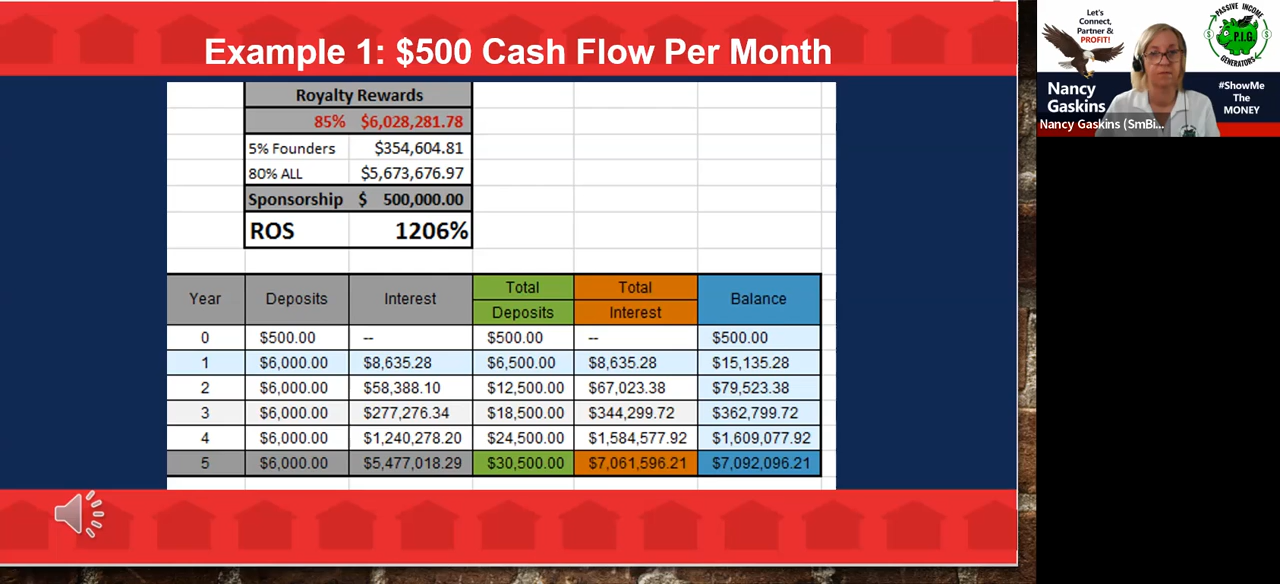 Example 1: $500 Cash Flow Per Month
Royalty Rewards
85% $6,028,281.78
5% Founders $354,604.81
80% ALL $5,673,676.97
Sponsorship $ 500,000.00
ROS 1206%
Year Deposits Interest Total Deposits Total Interest Balance
0 $500.00 -- $500.00 -- $500.00
1 $6,000.00 $8,635.28 $6,500.00 $8,635.28 $15,135.28
2 $6,000.00 $58,388.10 $12,500.00 $67,023.38 $79,523.38
3 $6,000.00 $277,276.34 $18,500.00 $344,299.72 $362,799.72
4 $6,000.00 $1,240,278.20 $24,500.00 $1,584,577.92 $1,609,077.92
5 $6,000.00 $5,477,018.29 $30,500.00 $7,061,596.21 $7,092,096.21
Let's
Connect,
Partner &
PROFIT!
PASSIVE INCOME
P.I.G.
GENERATORS
Nancy
Gaskins
#ShowMe
The
MONEY
Nancy Gaskins (SmBi...